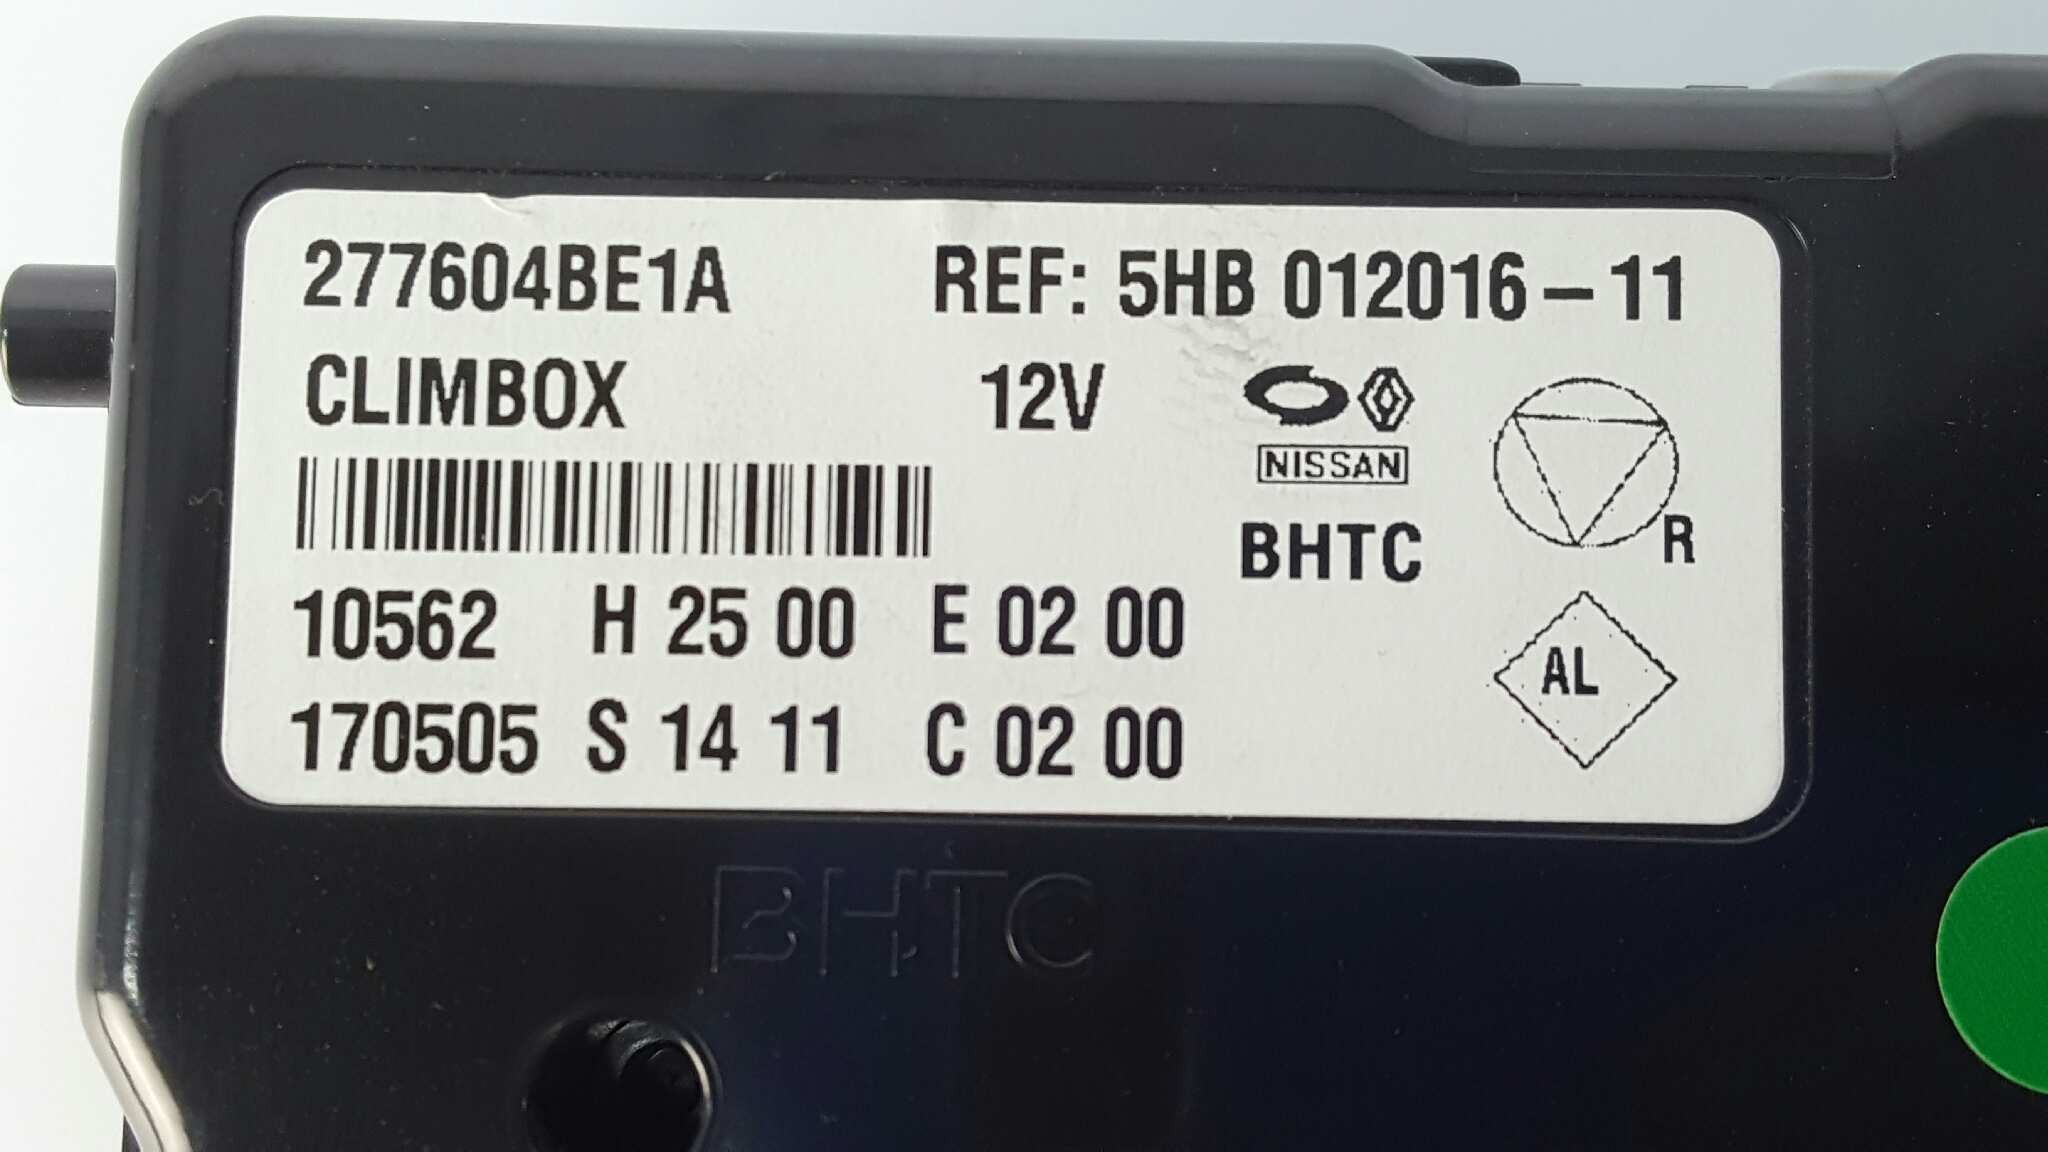 277604BE1A REF: 5HB 012016-11
CLIMBOX 12V
NISSAN
BHTC
R
10562 H 25 00 E 02 00
AL
170505 S 14 11 C 02 00
BHTC